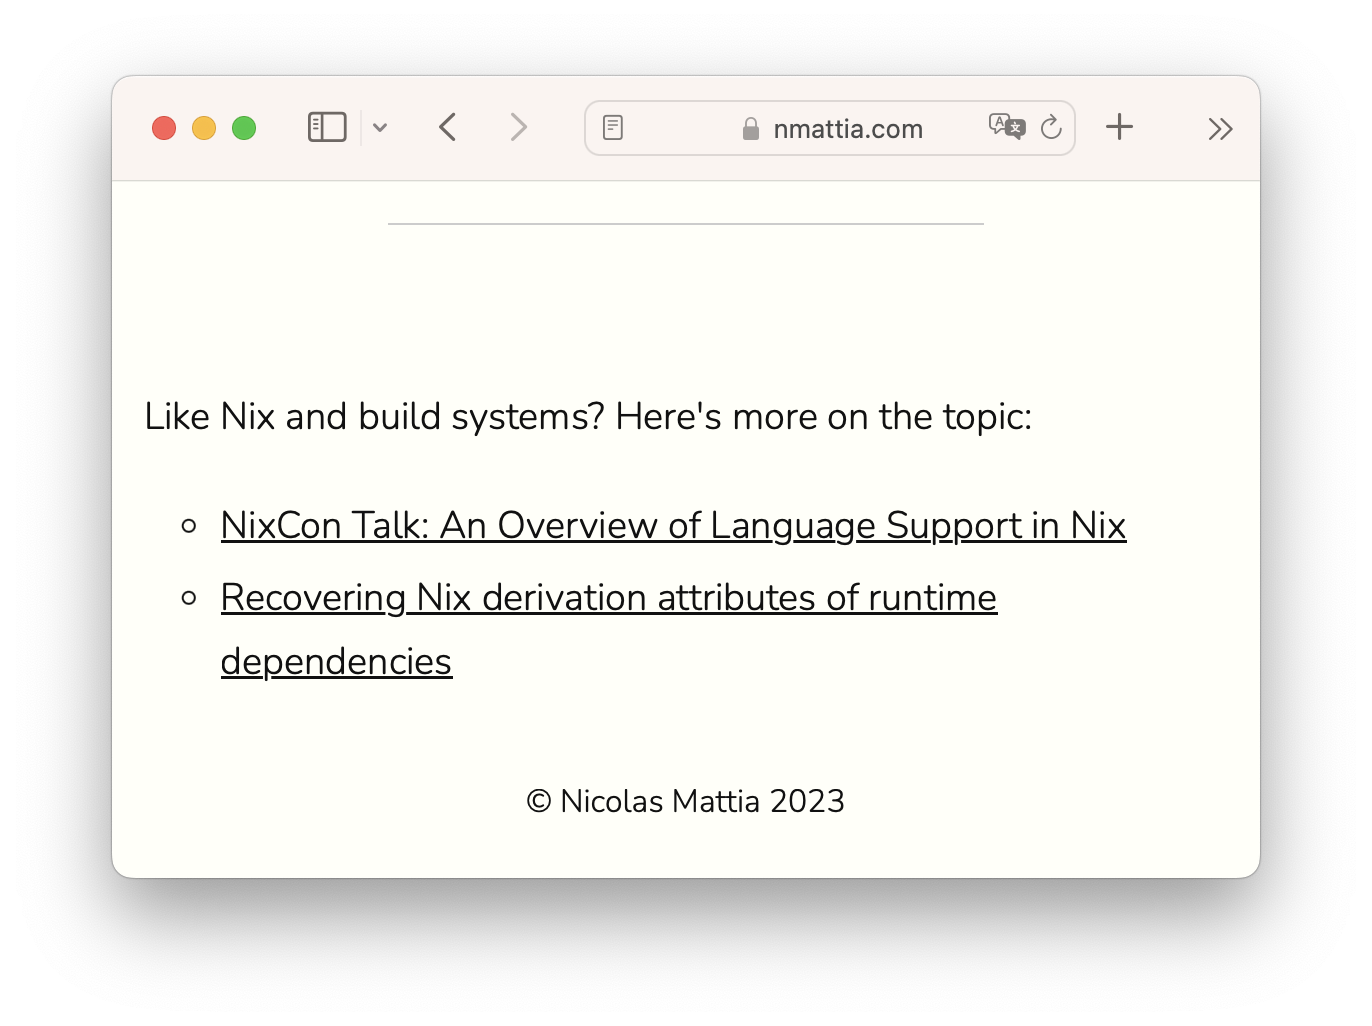 nmattia.com
Like Nix and build systems? Here's more on the topic:
NixCon Talk: An Overview of Language Support in Nix
Recovering Nix derivation attributes of runtime
dependencies
© Nicolas Mattia 2023